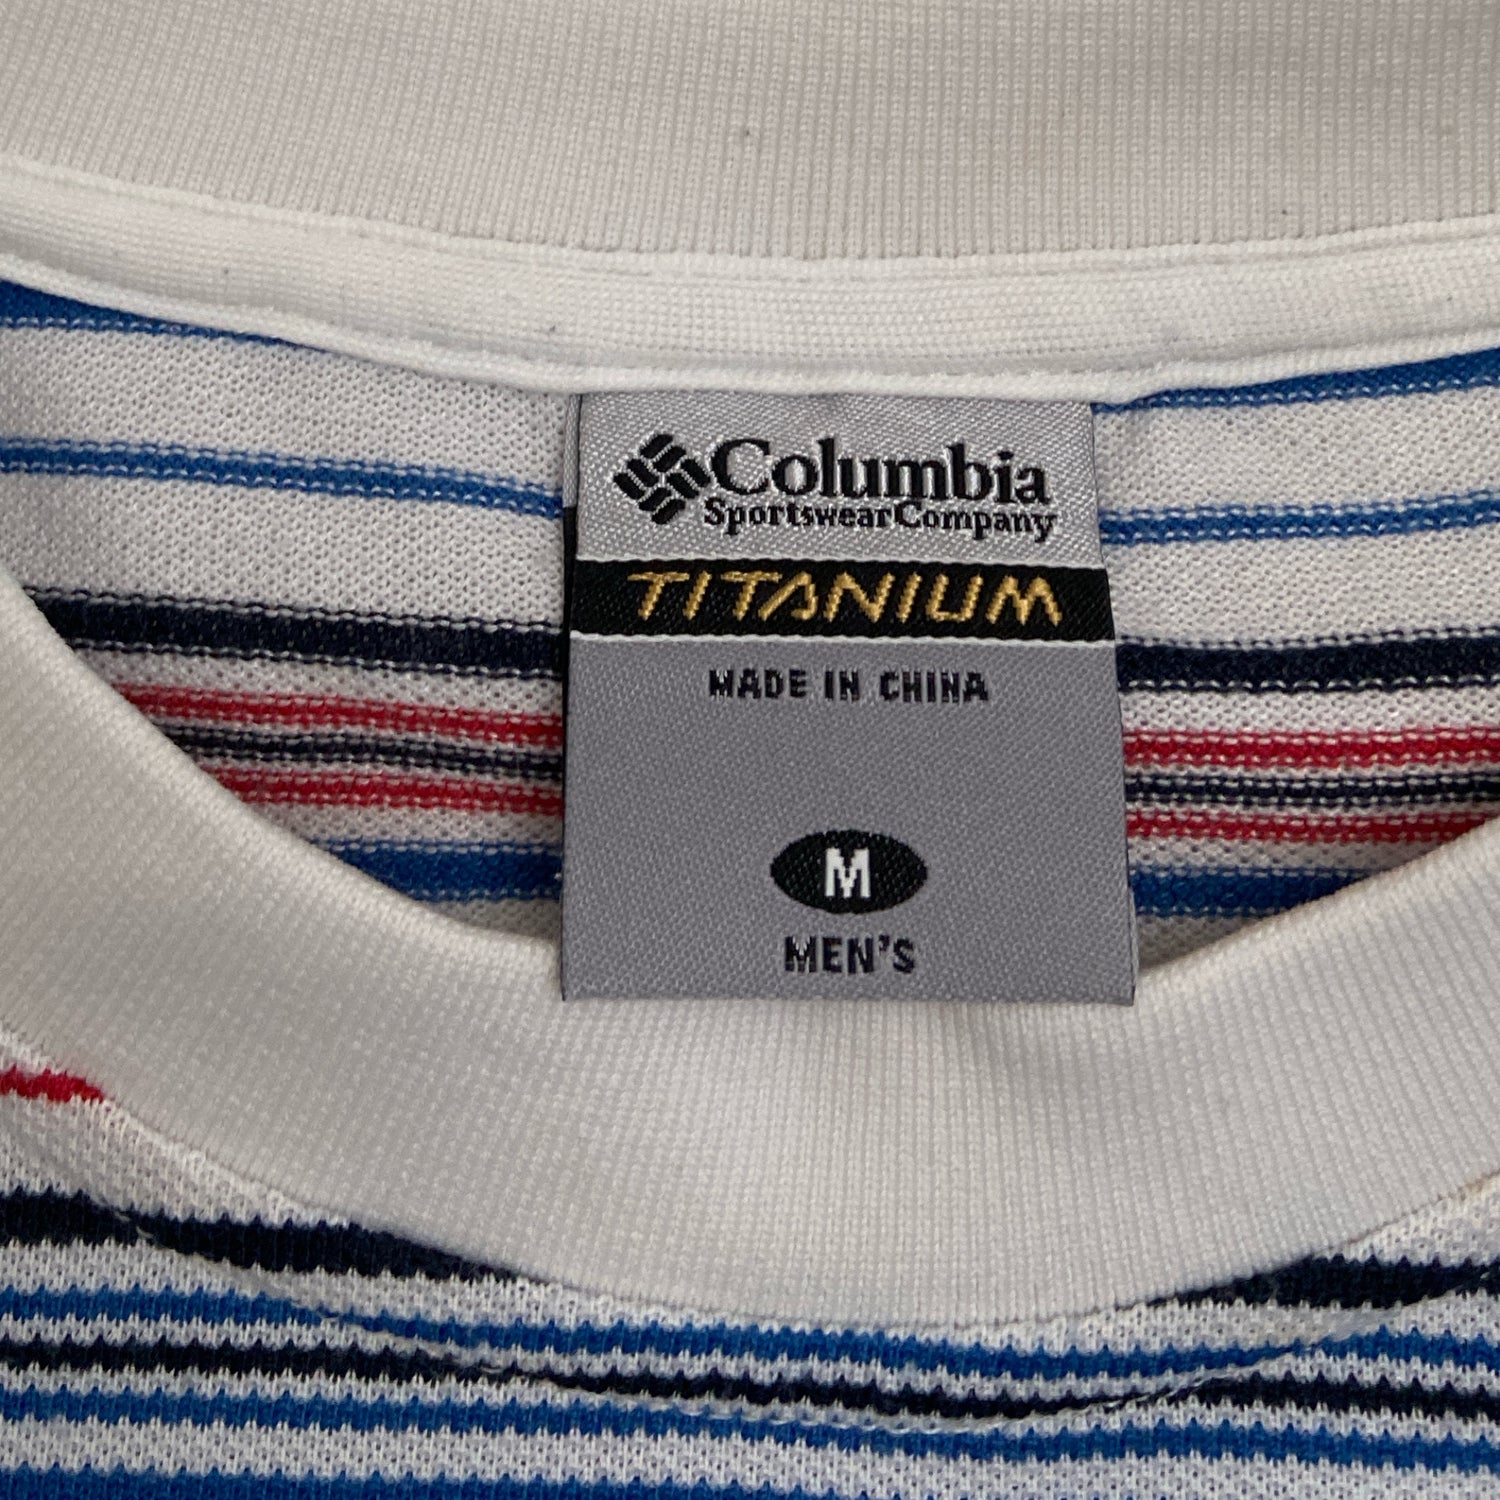 Columbia
Sportswear Company
TITANIUM
MADE IN CHINA
M
MEN'S